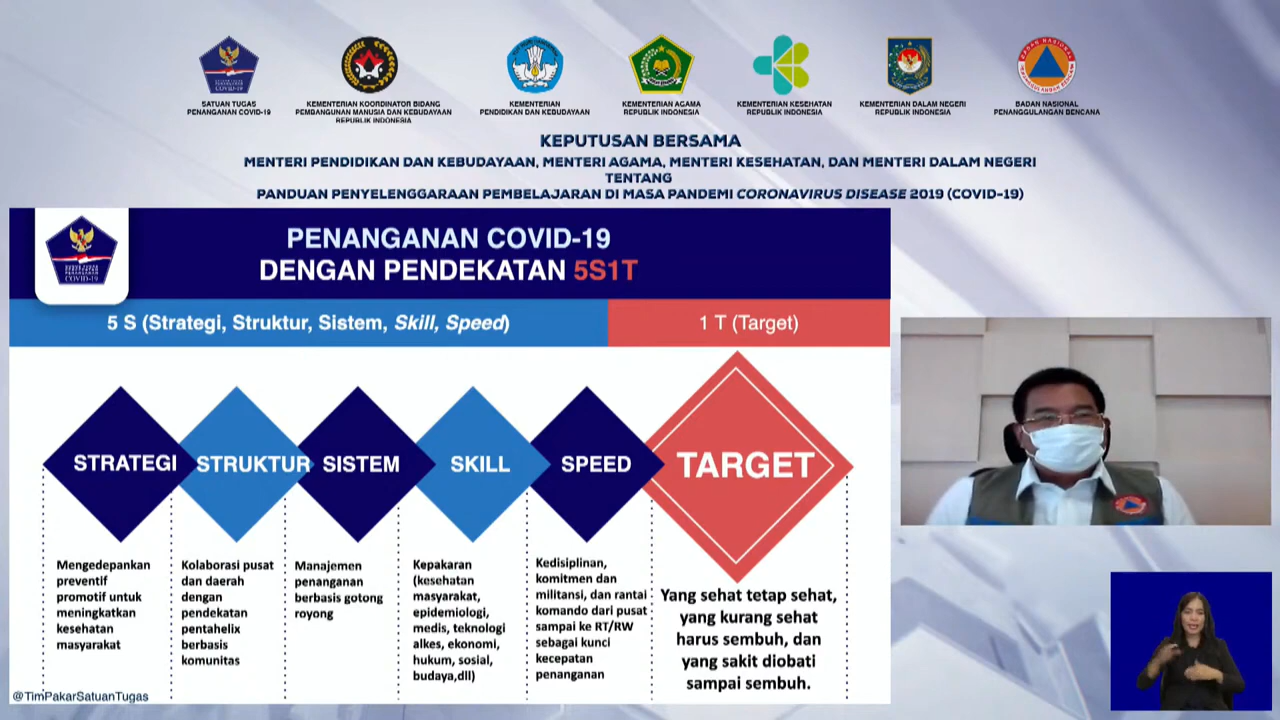 SATUAN TUGAS
PENANGANAN COVID-19
KEMENTERIAN KOORDINATOR BIDANG
PEMBANGUNAN MANUSIA DAN KEBUDAYAAN
REPUBLIK INDONESIA
KEMENTERIAN
PENDIDIKAN DAN KEBUDAYAAN
KEMENTERIAN AGAMA
REPUBLIK INDONESIA
KEMENTERIAN KESEHATAN
REPUBLIK INDONESIA
KEMENTERIAN DALAM NEGERI
REPUBLIK INDONESIA
BADAN NASIONAL
PENANGGULANGAN BENCANA
KEPUTUSAN BERSAMA
MENTERI PENDIDIKAN DAN KEBUDAYAAN, MENTERI AGAMA, MENTERI KESEHATAN, DAN MENTERI DALAM NEGERI
TENTANG
PANDUAN PENYELENGGARAAN PEMBELAJARAN DI MASA PANDEMI CORONAVIRUS DISEASE 2019 (COVID-19)
COVID-19
PENANGANAN COVID-19
DENGAN PENDEKATAN 5S1T
5 S (Strategi, Struktur, Sistem, Skill, Speed)
1 T (Target)
STRATEGI
STRUKTUR
SISTEM
SKILL
SPEED
TARGET
Mengedepankan
preventif
promotif untuk
meningkatkan
kesehatan
masyarakat
Kolaborasi pusat
dan daerah
dengan
pendekatan
pentahelix
berbasis
komunitas
Manajemen
penanganan
berbasis gotong
royong
Kepakaran
(kesehatan
masyarakat,
epidemiologi,
medis, teknologi
alkes, ekonomi,
hukum, sosial,
budaya,dll)
Kedisiplinan,
komitmen dan
militansi, dan rantai
komando dari pusat
sampai ke RT/RW
sebagai kunci
kecepatan
penanganan
Yang sehat tetap sehat,
yang kurang sehat
harus sembuh, dan
yang sakit diobati
sampai sembuh.
@TimPakarSatuanTugas